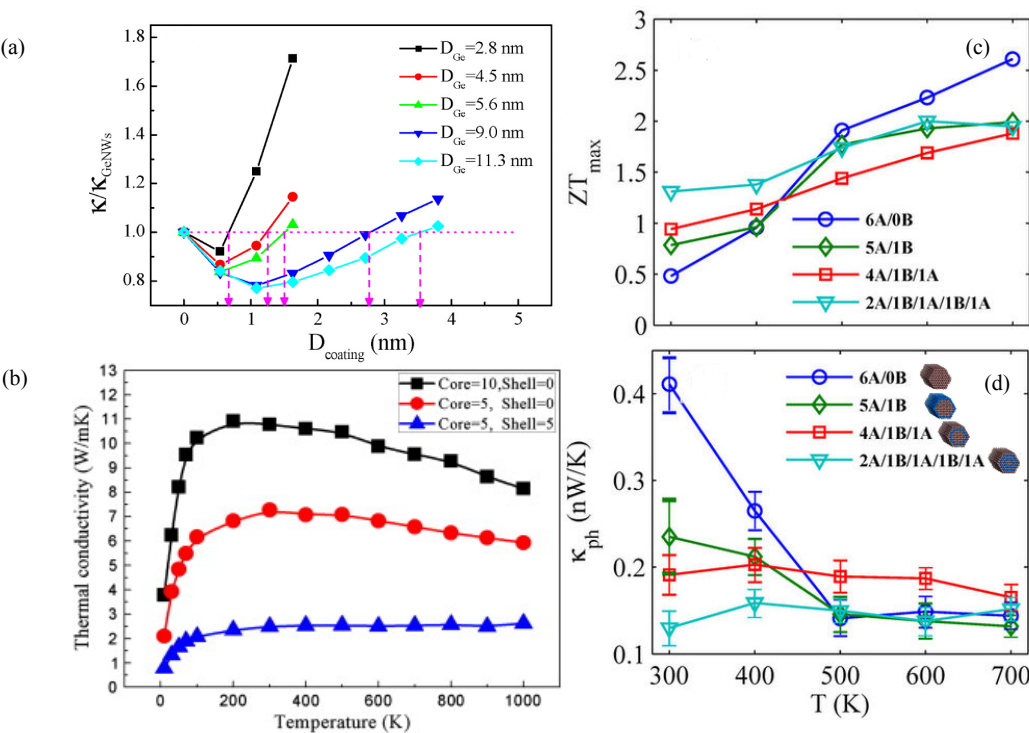 (a)
κ/κGeNWs
1.8
1.6
1.4
1.2
1.0
0.8
0 1 2 3 4 5
Dcoating (nm)
DGe=2.8 nm
DGe=4.5 nm
DGe=5.6 nm
DGe=9.0 nm
DGe=11.3 nm
(b)
Thermal conductivity (W/mK)
13
12
11
10
9
8
7
6
5
4
3
2
1
0
0 200 400 600 800 1000
Temperature (K)
Core=10,Shell=0
Core=5, Shell=0
Core=5, Shell=5
(c)
ZTmax
3
2.5
2
1.5
1
0.5
0
6A/0B
5A/1B
4A/1B/1A
2A/1B/1A/1B/1A
(d)
κph (nW/K)
0.4
0.3
0.2
0.1
6A/0B
5A/1B
4A/1B/1A
2A/1B/1A/1B/1A
300 400 500 600 700
T (K)